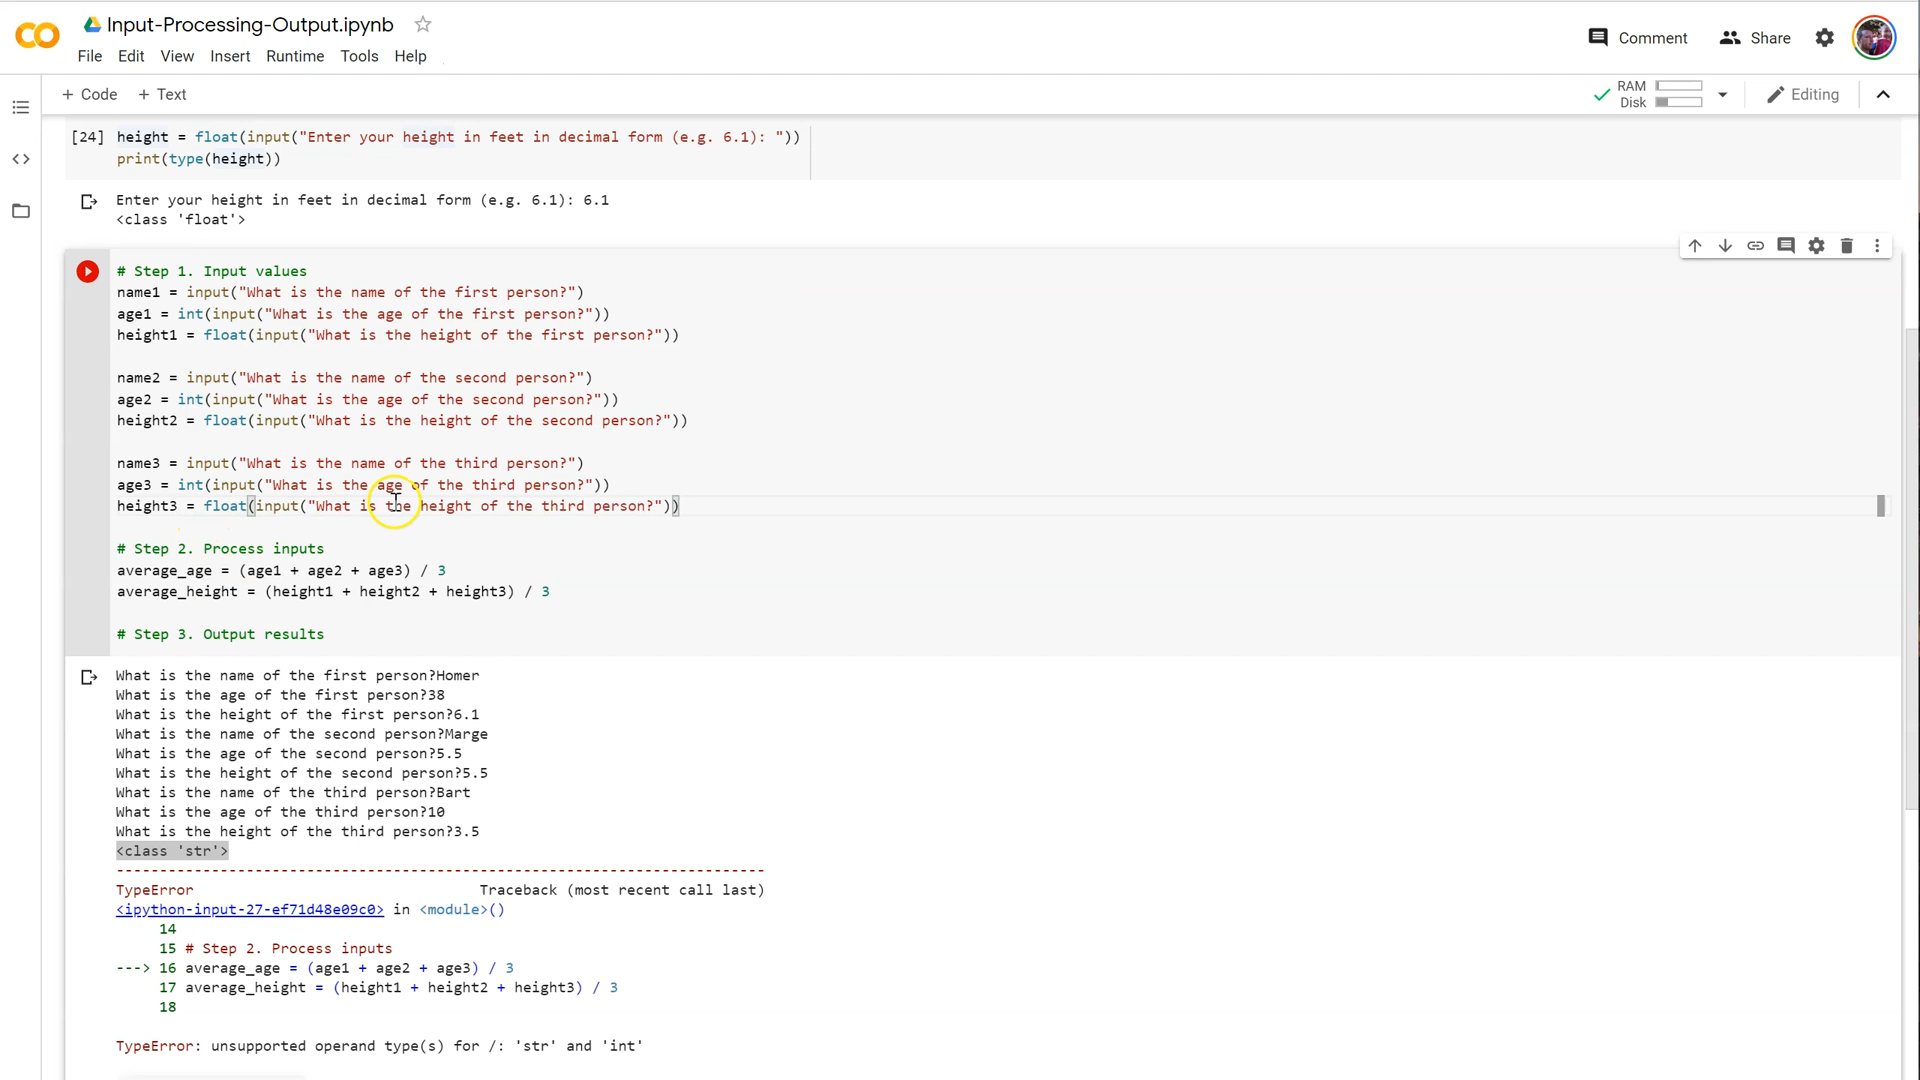 Input-Processing-Output.ipynb
File Edit View Insert Runtime Tools Help
Comment Share
+ Code + Text
RAM
Disk
Editing
[24] height = float(input("Enter your height in feet in decimal form (e.g. 6.1): "))
print(type(height))
Enter your height in feet in decimal form (e.g. 6.1): 6.1
<class 'float'>
# Step 1. Input values
name1 = input("What is the name of the first person?")
age1 = int(input("What is the age of the first person?"))
height1 = float(input("What is the height of the first person?"))
name2 = input("What is the name of the second person?")
age2 = int(input("What is the age of the second person?"))
height2 = float(input("What is the height of the second person?"))
name3 = input("What is the name of the third person?")
age3 = int(input("What is the age of the third person?"))
height3 = float(input("What is the height of the third person?"))
# Step 2. Process inputs
average_age = (age1 + age2 + age3) / 3
average_height = (height1 + height2 + height3) / 3
# Step 3. Output results
What is the name of the first person?Homer
What is the age of the first person?38
What is the height of the first person?6.1
What is the name of the second person?Marge
What is the age of the second person?5.5
What is the height of the second person?5.5
What is the name of the third person?Bart
What is the age of the third person?10
What is the height of the third person?3.5
<class 'str'>
---------------------------------------------------------------------------
TypeError Traceback (most recent call last)
<ipython-input-27-ef71d48e09c0> in <module>()
14
15 # Step 2. Process inputs
---> 16 average_age = (age1 + age2 + age3) / 3
17 average_height = (height1 + height2 + height3) / 3
18
TypeError: unsupported operand type(s) for /: 'str' and 'int'